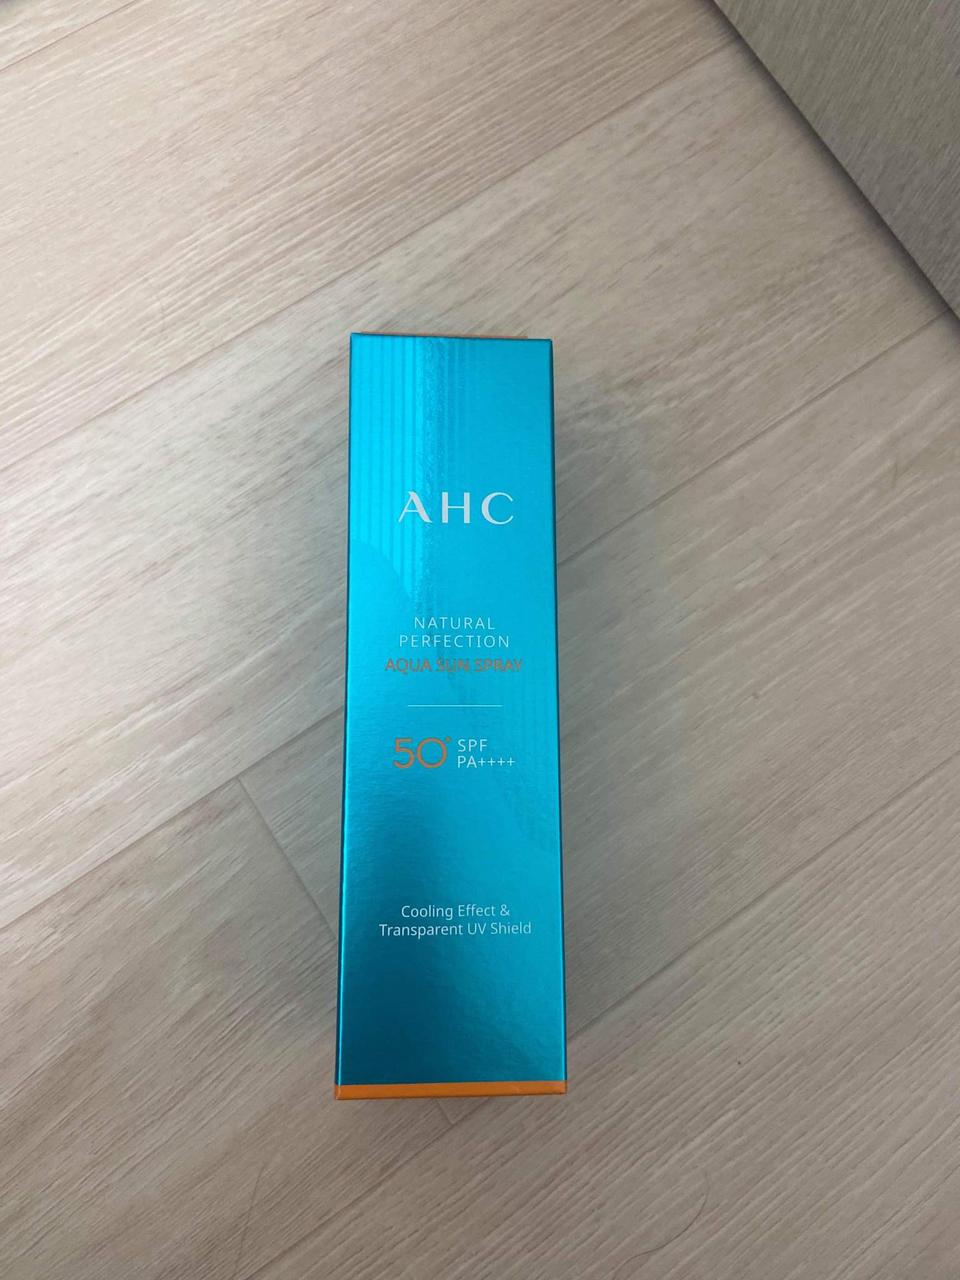 AHC
NATURAL
PERFECTION
AQUA SUN SPRAY
50+ SPF
PA++++
Cooling Effect &
Transparent UV Shield